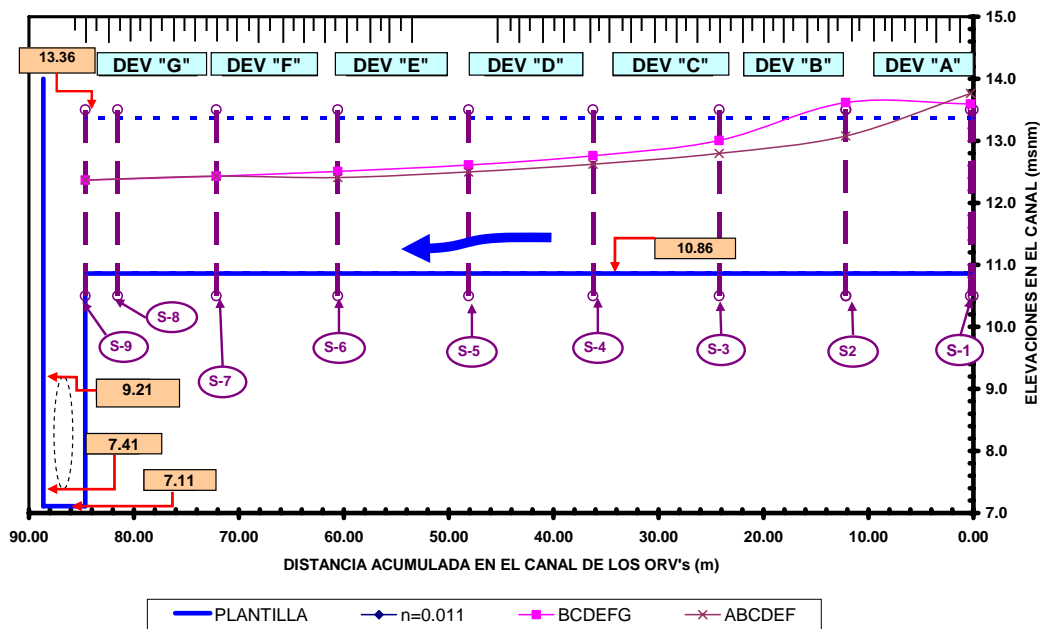 15.0
13.36
DEV "G" DEV "F" DEV "E" DEV "D" DEV "C" DEV "B" DEV "A"
14.0
13.0
12.0
10.86
11.0
S-9 S-8 S-7 S-6 S-5 S-4 S-3 S2 S-1
10.0
9.21
9.0
7.41
8.0
7.11
7.0
ELEVACIONES EN EL CANAL (msnm)
90.00 80.00 70.00 60.00 50.00 40.00 30.00 20.00 10.00 0.00
DISTANCIA ACUMULADA EN EL CANAL DE LOS ORV's (m)
PLANTILLA n=0.011 BCDEFG ABCDEF